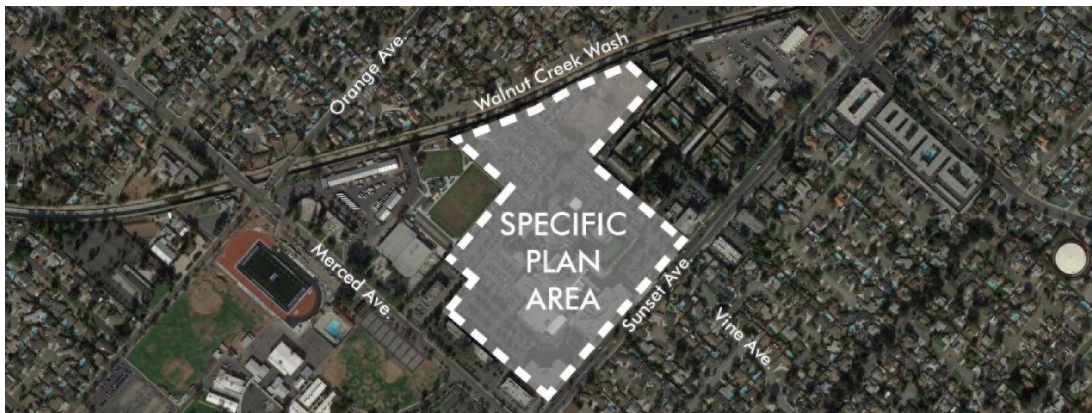 Orange Ave.
Walnut Creek Wash
SPECIFIC
PLAN
AREA
Merced Ave.
Sunset Ave.
Vine Ave.